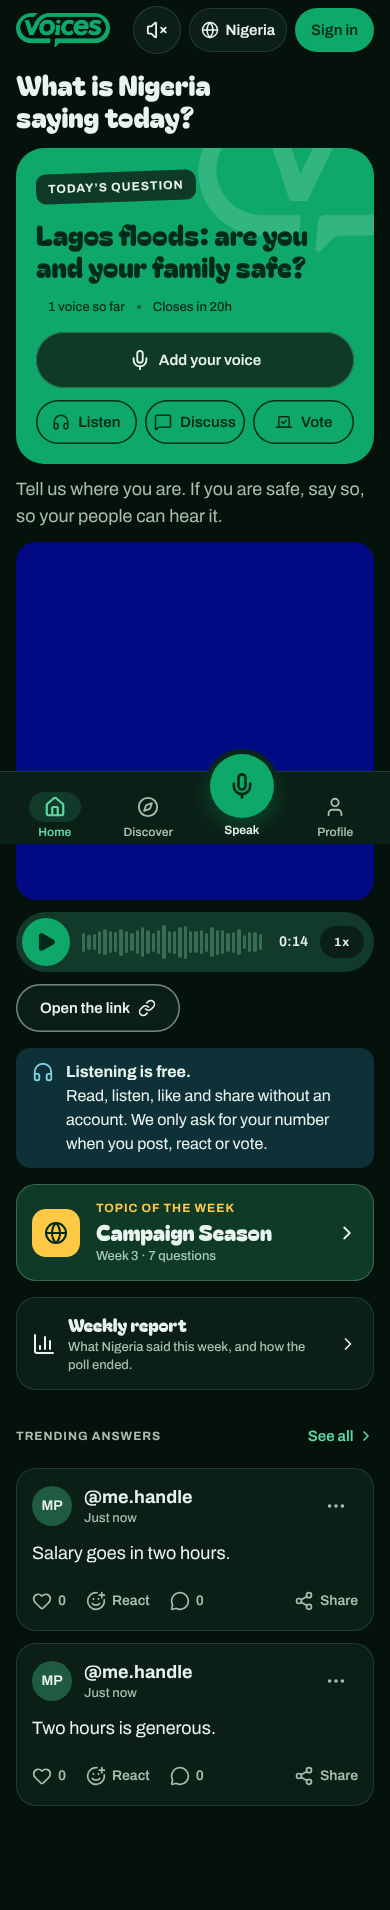 Voices
Nigeria
Sign in
What is Nigeria
saying today?
TODAY'S QUESTION
Lagos floods: are you
and your family safe?
1 voice so far • Closes in 20h
Add your voice
Listen
Discuss
Vote
Tell us where you are. If you are safe, say so,
so your people can hear it.
Home
Discover
Speak
Profile
0:14
1x
Open the link
Listening is free.
Read, listen, like and share without an
account. We only ask for your number
when you post, react or vote.
TOPIC OF THE WEEK
Campaign Season
Week 3 · 7 questions
Weekly report
What Nigeria said this week, and how the
poll ended.
TRENDING ANSWERS
See all
MP
@me.handle
Just now
Salary goes in two hours.
0
React
0
Share
MP
@me.handle
Just now
Two hours is generous.
0
React
0
Share